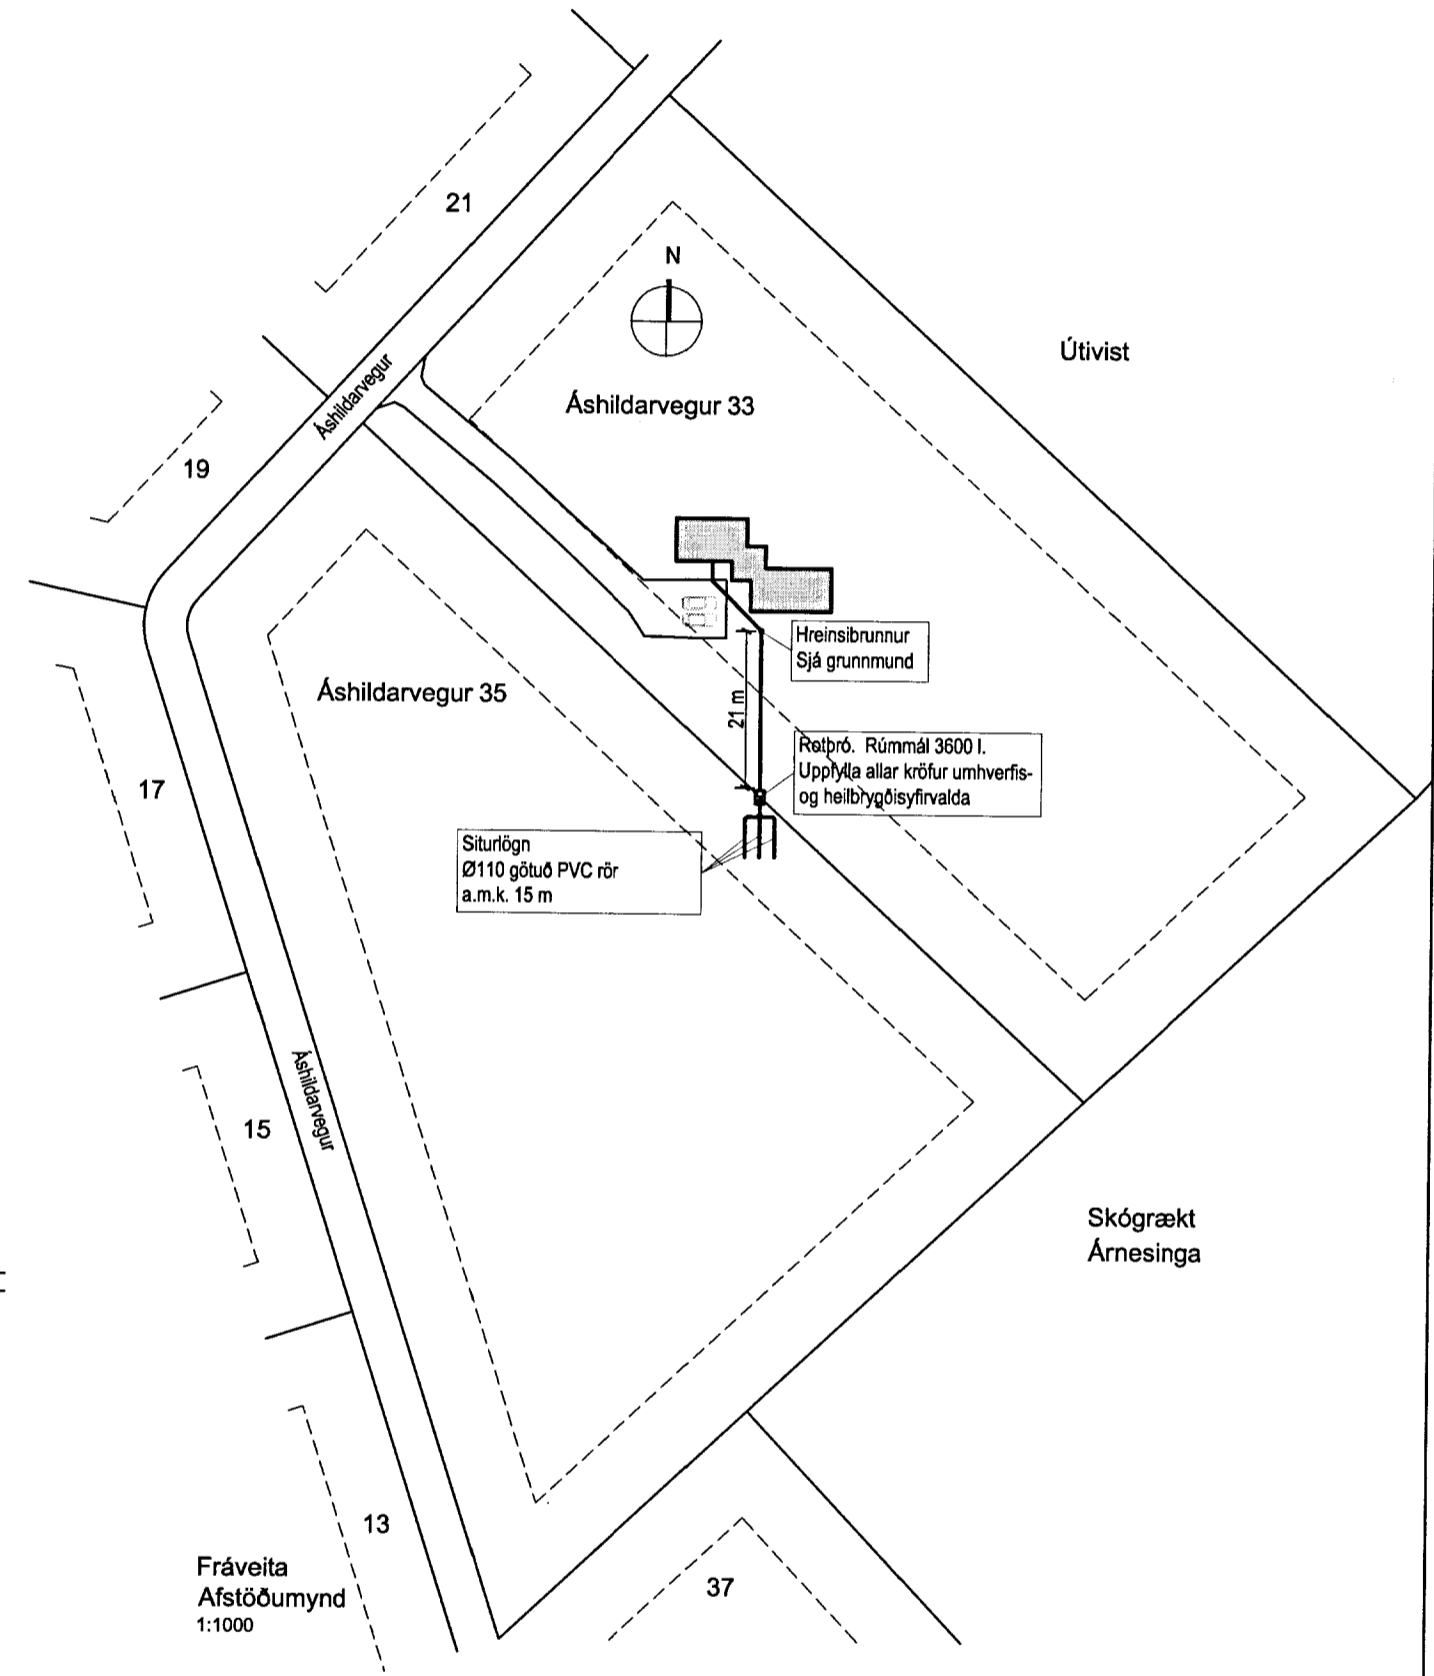 21
N
Útivist
Áshildarvegur
Áshildarvegur 33
19
Hreinsibrunnur
Sjá grunnmund
Áshildarvegur 35
21 m
Rotþró. Rúmmál 3600 l.
Uppfylla allar kröfur umhverfis-
og heilbrygðisyfirvalda
17
Siturlögn
Ø110 götuð PVC rör
a.m.k. 15 m
Áshildarvegur
15
Skógrækt
Árnesinga
13
Fráveita
Afstöðumynd
1:1000
37